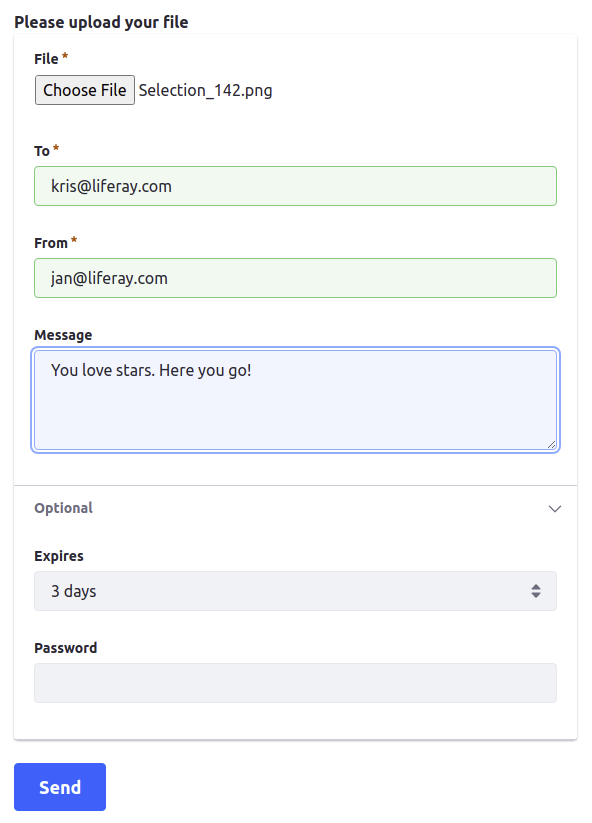 Please upload your file
File *
Choose File Selection_142.png
To *
kris@liferay.com
From *
jan@liferay.com
Message
You love stars. Here you go!
Optional
Expires
3 days
Password
Send